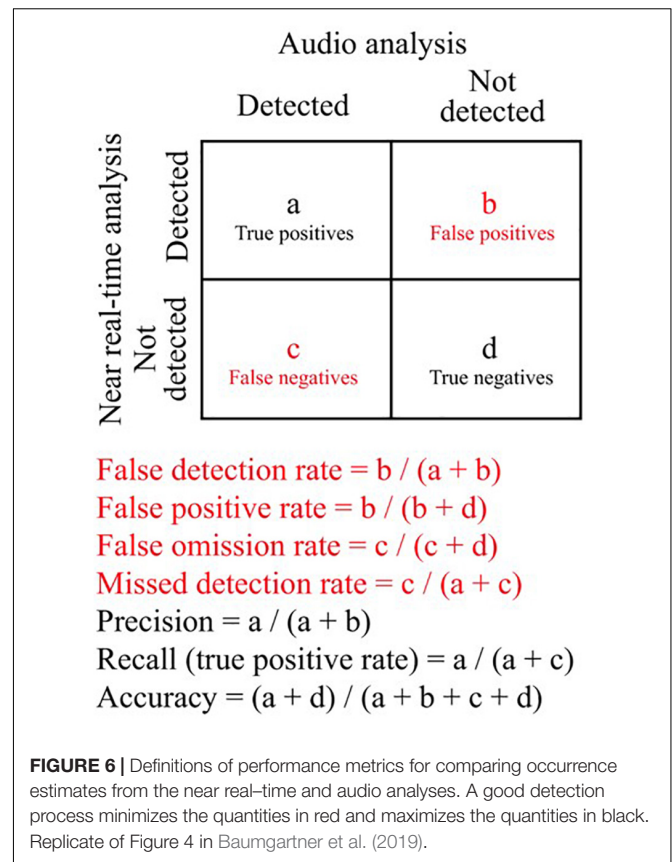 Audio analysis
Detected
Not
detected
Near real-time analysis
Detected
Not
detected
a
True positives
b
False positives
c
False negatives
d
True negatives
False detection rate = b / (a + b)
False positive rate = b / (b + d)
False omission rate = c / (c + d)
Missed detection rate = c / (a + c)
Precision = a / (a + b)
Recall (true positive rate) = a / (a + c)
Accuracy = (a + d) / (a + b + c + d)
FIGURE 6 | Definitions of performance metrics for comparing occurrence
estimates from the near real–time and audio analyses. A good detection
process minimizes the quantities in red and maximizes the quantities in black.
Replicate of Figure 4 in Baumgartner et al. (2019).